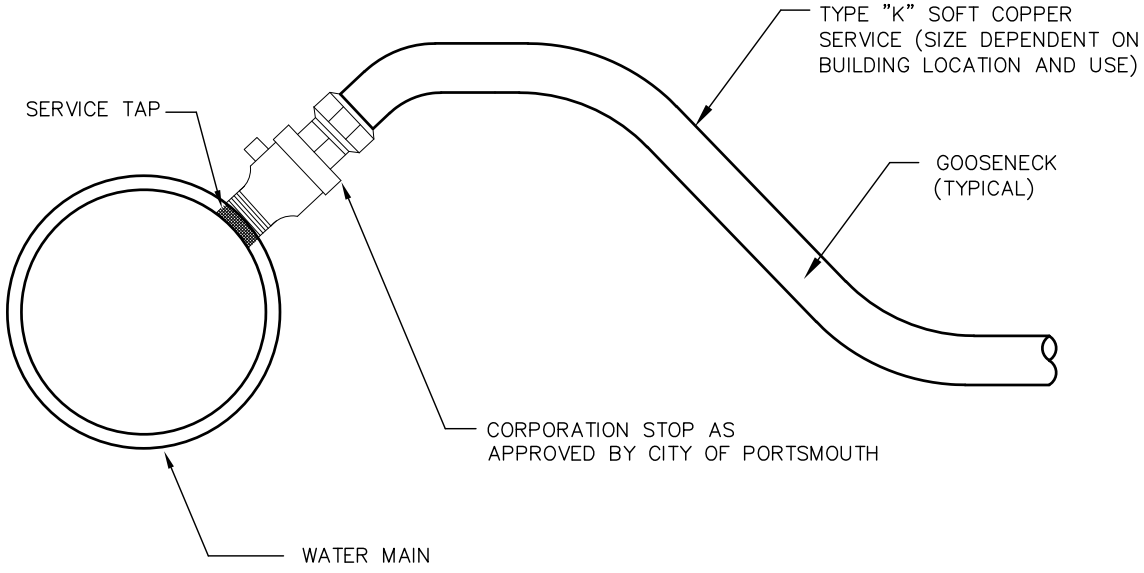 TYPE "K" SOFT COPPER
SERVICE (SIZE DEPENDENT ON
BUILDING LOCATION AND USE)
SERVICE TAP
GOOSENECK
(TYPICAL)
CORPORATION STOP AS
APPROVED BY CITY OF PORTSMOUTH
WATER MAIN